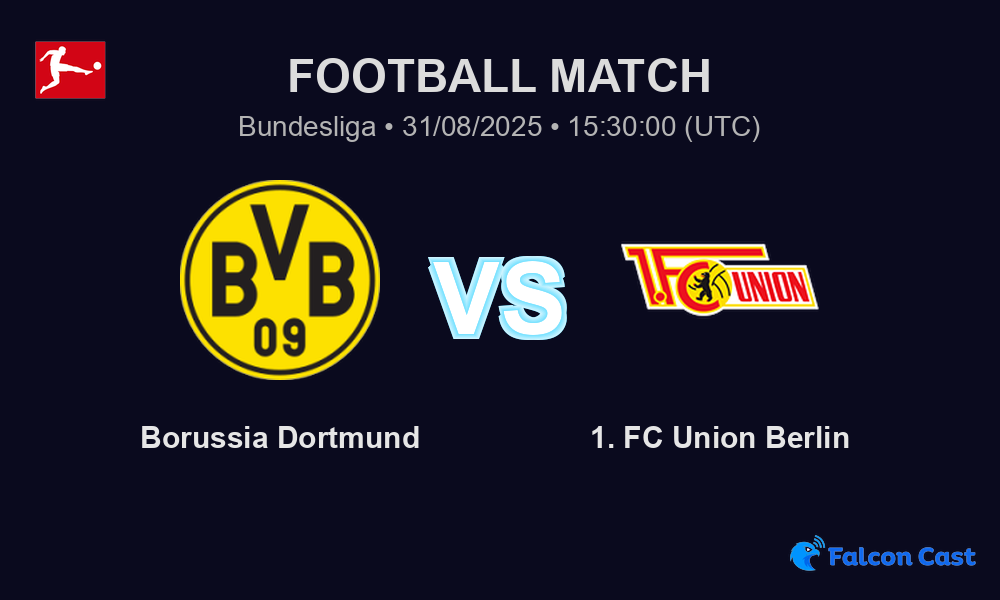 FOOTBALL MATCH
Bundesliga • 31/08/2025 • 15:30:00 (UTC)
BVB
09
VS
1.FC UNION
Borussia Dortmund
1. FC Union Berlin
Falcon Cast